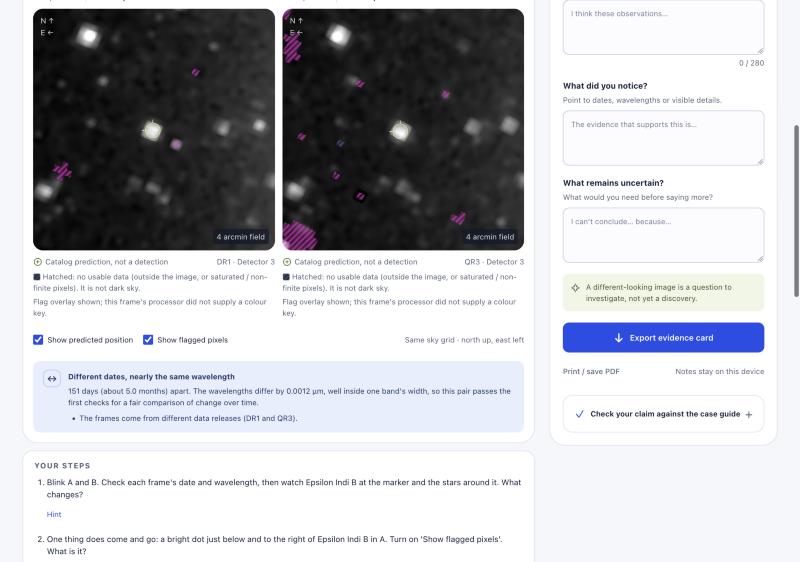 N ↑
E ←
N ↑
E ←
4 arcmin field
4 arcmin field
Catalog prediction, not a detection
DR1 · Detector 3
Catalog prediction, not a detection
QR3 · Detector 3
Hatched: no usable data (outside the image, or saturated / non-
finite pixels). It is not dark sky.
Hatched: no usable data (outside the image, or saturated / non-
finite pixels). It is not dark sky.
Flag overlay shown; this frame's processor did not supply a colour
key.
Flag overlay shown; this frame's processor did not supply a colour
key.
Show predicted position
Show flagged pixels
Same sky grid · north up, east left
Different dates, nearly the same wavelength
151 days (about 5.0 months) apart. The wavelengths differ by 0.0012 µm, well inside one band's width, so this pair passes the
first checks for a fair comparison of change over time.
• The frames come from different data releases (DR1 and QR3).
YOUR STEPS
1. Blink A and B. Check each frame's date and wavelength, then watch Epsilon Indi B at the marker and the stars around it. What
changes?
Hint
2. One thing does come and go: a bright dot just below and to the right of Epsilon Indi B in A. Turn on 'Show flagged pixels'.
What is it?
I think these observations...
0 / 280
What did you notice?
Point to dates, wavelengths or visible details.
The evidence that supports this is...
What remains uncertain?
What would you need before saying more?
I can't conclude... because...
A different-looking image is a question to
investigate, not yet a discovery.
Export evidence card
Print / save PDF
Notes stay on this device
Check your claim against the case guide +